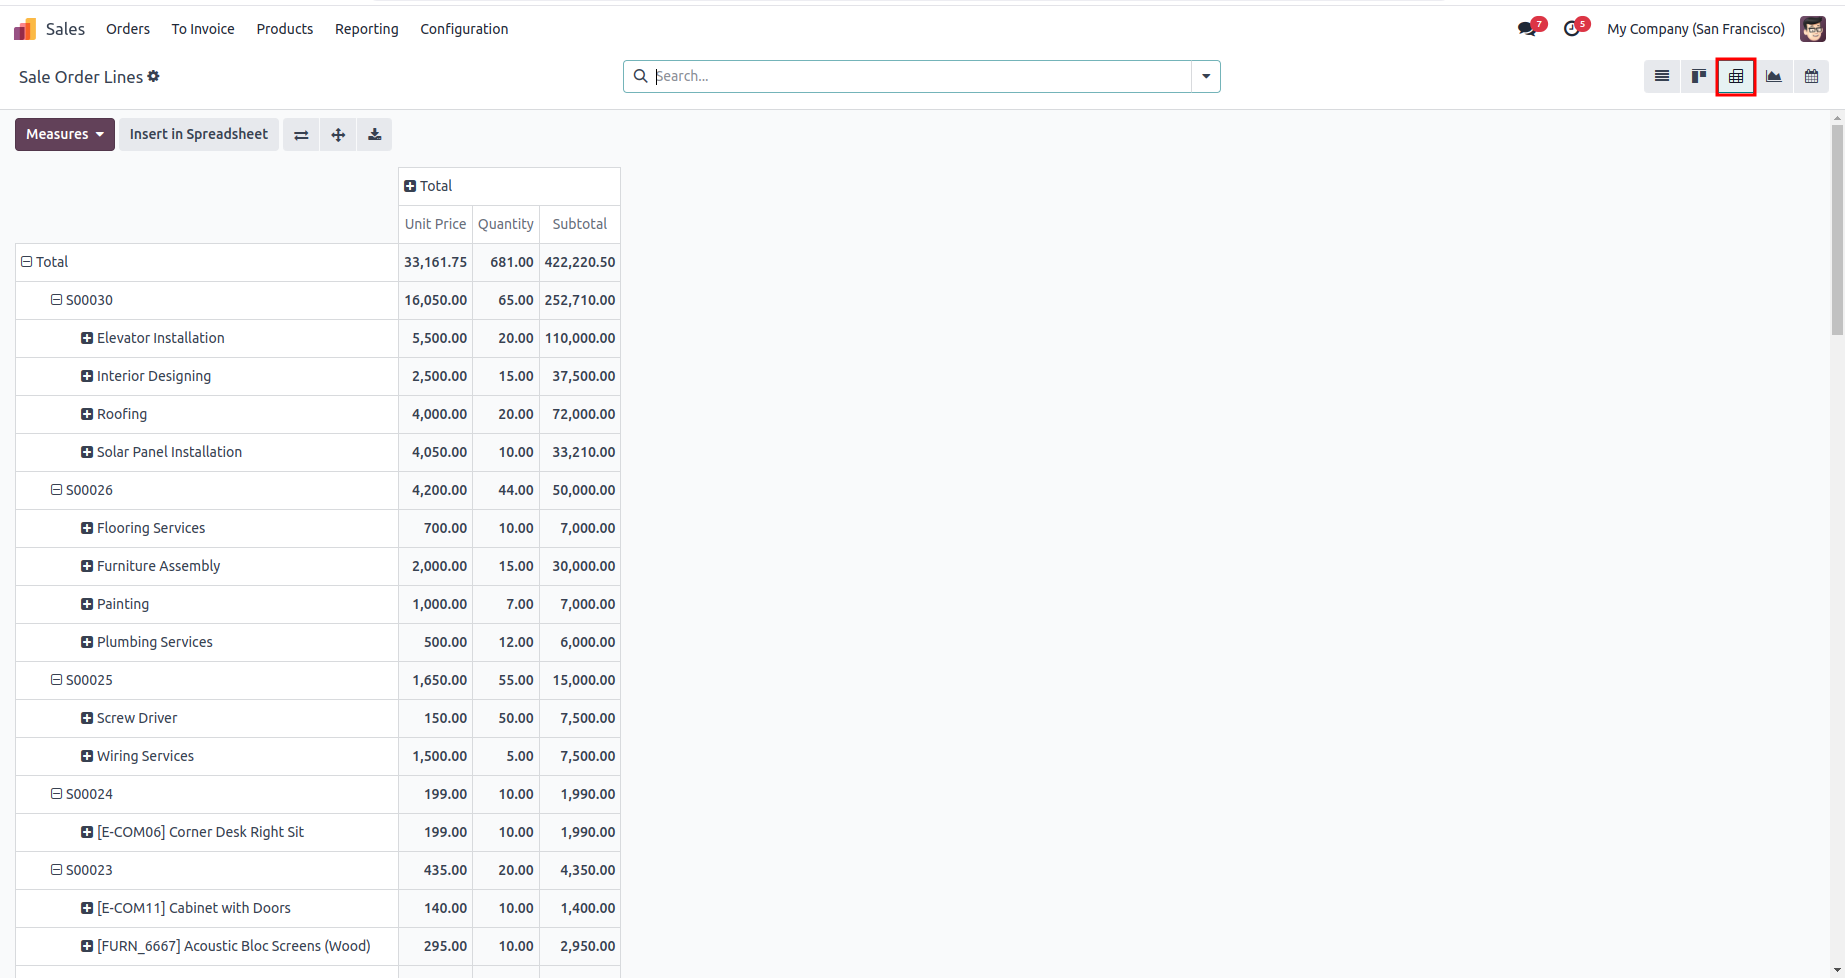 Sales Orders To Invoice Products Reporting Configuration 7 5 My Company (San Francisco)
Sale Order Lines Search...
Measures Insert in Spreadsheet
Total
Unit Price Quantity Subtotal
Total 33,161.75 681.00 422,220.50
S00030 16,050.00 65.00 252,710.00
Elevator Installation 5,500.00 20.00 110,000.00
Interior Designing 2,500.00 15.00 37,500.00
Roofing 4,000.00 20.00 72,000.00
Solar Panel Installation 4,050.00 10.00 33,210.00
S00026 4,200.00 44.00 50,000.00
Flooring Services 700.00 10.00 7,000.00
Furniture Assembly 2,000.00 15.00 30,000.00
Painting 1,000.00 7.00 7,000.00
Plumbing Services 500.00 12.00 6,000.00
S00025 1,650.00 55.00 15,000.00
Screw Driver 150.00 50.00 7,500.00
Wiring Services 1,500.00 5.00 7,500.00
S00024 199.00 10.00 1,990.00
[E-COM06] Corner Desk Right Sit 199.00 10.00 1,990.00
S00023 435.00 20.00 4,350.00
[E-COM11] Cabinet with Doors 140.00 10.00 1,400.00
[FURN_6667] Acoustic Bloc Screens (Wood) 295.00 10.00 2,950.00